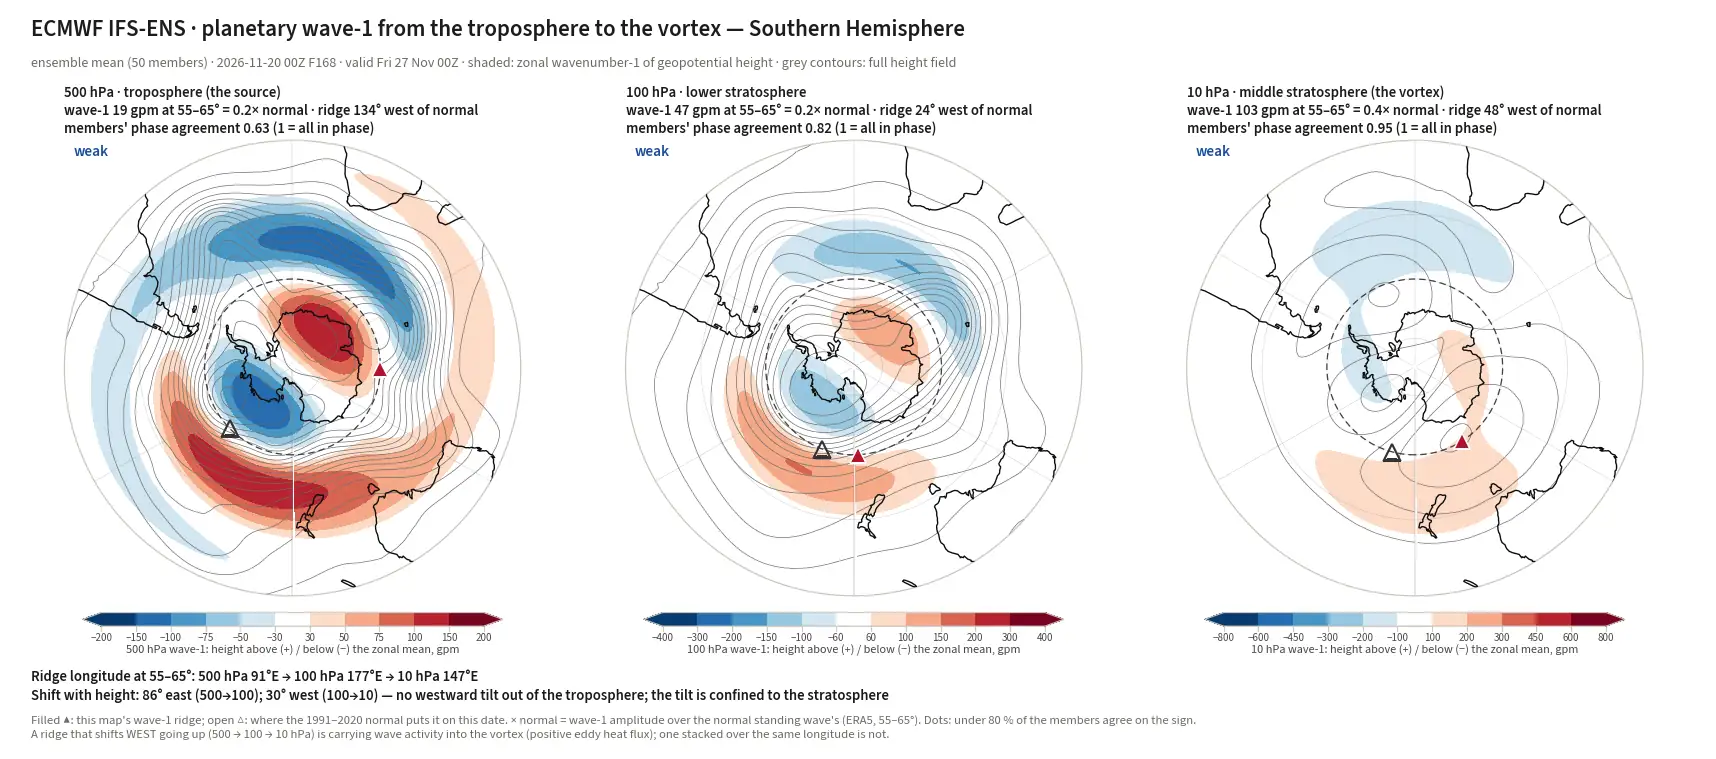 ECMWF IFS-ENS · planetary wave-1 from the troposphere to the vortex — Southern Hemisphere
ensemble mean (50 members) · 2026-11-20 00Z F168 · valid Fri 27 Nov 00Z · shaded: zonal wavenumber-1 of geopotential height · grey contours: full height field
500 hPa · troposphere (the source)
wave-1 19 gpm at 55–65° = 0.2× normal · ridge 134° west of normal
members' phase agreement 0.63 (1 = all in phase)
weak
100 hPa · lower stratosphere
wave-1 47 gpm at 55–65° = 0.2× normal · ridge 24° west of normal
members' phase agreement 0.82 (1 = all in phase)
weak
10 hPa · middle stratosphere (the vortex)
wave-1 103 gpm at 55–65° = 0.4× normal · ridge 48° west of normal
members' phase agreement 0.95 (1 = all in phase)
weak
−200 −150 −100 −75 −50 −30 30 50 75 100 150 200
500 hPa wave-1: height above (+) / below (−) the zonal mean, gpm
−400 −300 −200 −150 −100 −60 60 100 150 200 300 400
100 hPa wave-1: height above (+) / below (−) the zonal mean, gpm
−800 −600 −450 −300 −200 −100 100 200 300 450 600 800
10 hPa wave-1: height above (+) / below (−) the zonal mean, gpm
Ridge longitude at 55–65°: 500 hPa 91°E → 100 hPa 177°E → 10 hPa 147°E
Shift with height: 86° east (500→100); 30° west (100→10) — no westward tilt out of the troposphere; the tilt is confined to the stratosphere
Filled ▲: this map's wave-1 ridge; open △: where the 1991–2020 normal puts it on this date. × normal = wave-1 amplitude over the normal standing wave's (ERA5, 55–65°). Dots: under 80 % of the members agree on the sign.
A ridge that shifts WEST going up (500 → 100 → 10 hPa) is carrying wave activity into the vortex (positive eddy heat flux); one stacked over the same longitude is not.